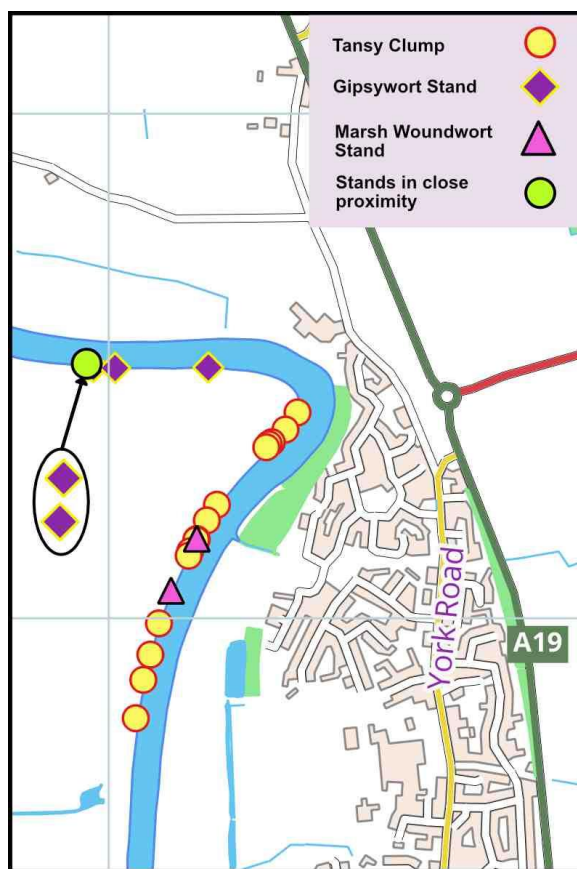 Tansy Clump
Gipsywort Stand
Marsh Woundwort
Stand
Stands in close
proximity
York Road
A19